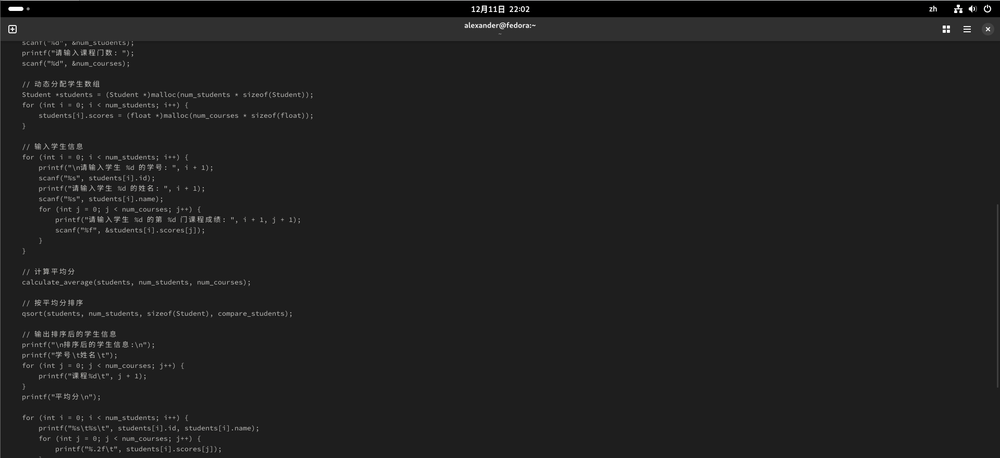 12月11日 22:02
zh
alexander@fedora:~
~
scanf("%d", &num_students);
printf("请输入课程门数: ");
scanf("%d", &num_courses);
// 动态分配学生数组
Student *students = (Student *)malloc(num_students * sizeof(Student));
for (int i = 0; i < num_students; i++) {
students[i].scores = (float *)malloc(num_courses * sizeof(float));
}
// 输入学生信息
for (int i = 0; i < num_students; i++) {
printf("\n请输入学生 %d 的学号: ", i + 1);
scanf("%s", students[i].id);
printf("请输入学生 %d 的姓名: ", i + 1);
scanf("%s", students[i].name);
for (int j = 0; j < num_courses; j++) {
printf("请输入学生 %d 的第 %d 门课程成绩: ", i + 1, j + 1);
scanf("%f", &students[i].scores[j]);
}
}
// 计算平均分
calculate_average(students, num_students, num_courses);
// 按平均分排序
qsort(students, num_students, sizeof(Student), compare_students);
// 输出排序后的学生信息
printf("\n排序后的学生信息:\n");
printf("学号\t姓名\t");
for (int j = 0; j < num_courses; j++) {
printf("课程%d\t", j + 1);
}
printf("平均分\n");
for (int i = 0; i < num_students; i++) {
printf("%s\t%s\t", students[i].id, students[i].name);
for (int j = 0; j < num_courses; j++) {
printf("%.2f\t", students[i].scores[j]);